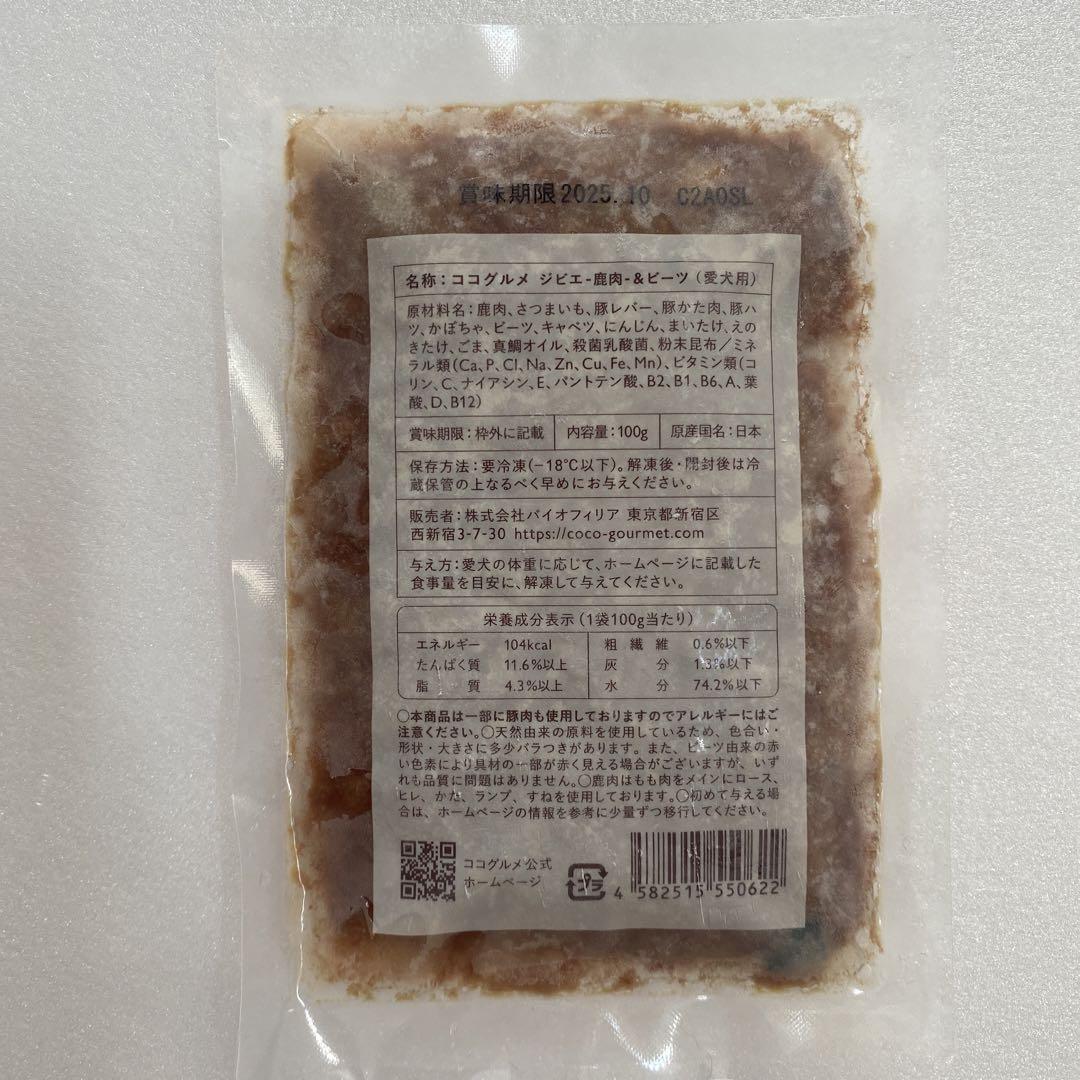 賞味期限2025.10 C2A0SL
名称：ココグルメ ジビエ-鹿肉-&ビーツ（愛犬用）
原材料名：鹿肉、さつまいも、豚レバー、豚かた肉、豚ハ
ツ、かぼちゃ、ビーツ、キャベツ、にんじん、まいたけ、えの
きたけ、ごま、真鯛オイル、殺菌乳酸菌、粉末昆布／ミネ
ラル類（Ca、P、Cl、Na、Zn、Cu、Fe、Mn）、ビタミン類（コ
リン、C、ナイアシン、E、パントテン酸、B2、B1、B6、A、葉
酸、D、B12）
賞味期限：枠外に記載 内容量：100g 原産国名：日本
保存方法：要冷凍（−18℃以下）。解凍後・開封後は冷
蔵保管の上なるべく早めにお与えください。
販売者：株式会社バイオフィリア 東京都新宿区
西新宿3-7-30 https://coco-gourmet.com
与え方：愛犬の体重に応じて、ホームページに記載した
食事量を目安に、解凍して与えてください。
栄養成分表示（1袋100g当たり）
エネルギー 104kcal 粗繊維 0.6%以下
たんぱく質 11.6%以上 灰分 1.3%以下
脂質 4.3%以上 水分 74.2%以下
○本商品は一部に豚肉も使用しておりますのでアレルギーにはご
注意ください。○天然由来の原料を使用しているため、色合い・
形状・大きさに多少バラつきがあります。また、ビーツ由来の赤
い色素により具材の一部が赤く見える場合がございますが、いず
れも品質に問題はありません。○鹿肉はもも肉をメインにロース、
ヒレ、かた、ランプ、すねを使用しております。○初めて与える場
合は、ホームページの情報を参考に少量ずつ移行してください。
ココグルメ公式
ホームページ
プラ
4 582515 550622